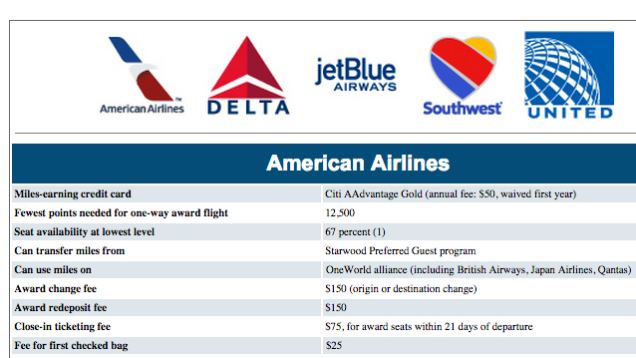 American Airlines DELTA jetBlue AIRWAYS Southwest UNITED
American Airlines
Miles-earning credit card Citi AAdvantage Gold (annual fee: $50, waived first year)
Fewest points needed for one-way award flight 12,500
Seat availability at lowest level 67 percent (1)
Can transfer miles from Starwood Preferred Guest program
Can use miles on OneWorld alliance (including British Airways, Japan Airlines, Qantas)
Award change fee $150 (origin or destination change)
Award redeposit fee $150
Close-in ticketing fee $75, for award seats within 21 days of departure
Fee for first checked bag $25